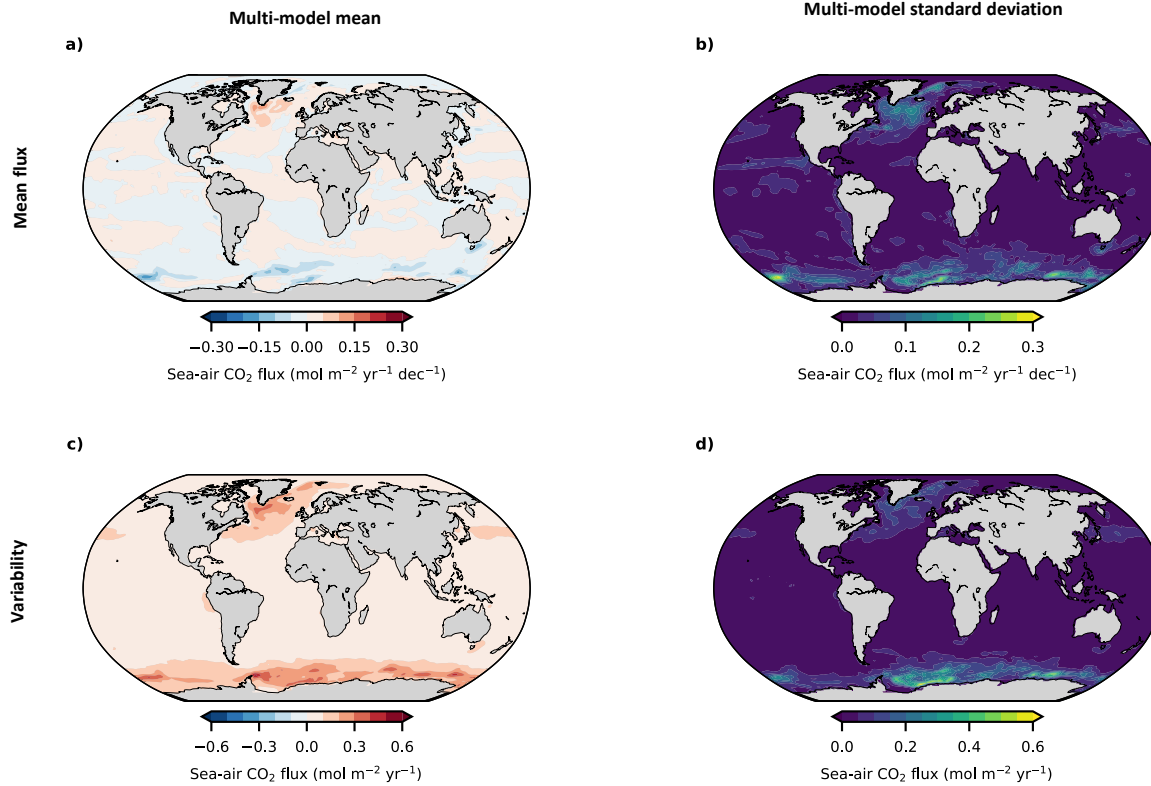 Multi-model mean
Multi-model standard deviation
a)
b)
Mean flux
−0.30 −0.15 0.00 0.15 0.30
Sea-air CO₂ flux (mol m⁻² yr⁻¹ dec⁻¹)
0.0 0.1 0.2 0.3
Sea-air CO₂ flux (mol m⁻² yr⁻¹ dec⁻¹)
c)
d)
Variability
−0.6 −0.3 0.0 0.3 0.6
Sea-air CO₂ flux (mol m⁻² yr⁻¹)
0.0 0.2 0.4 0.6
Sea-air CO₂ flux (mol m⁻² yr⁻¹)